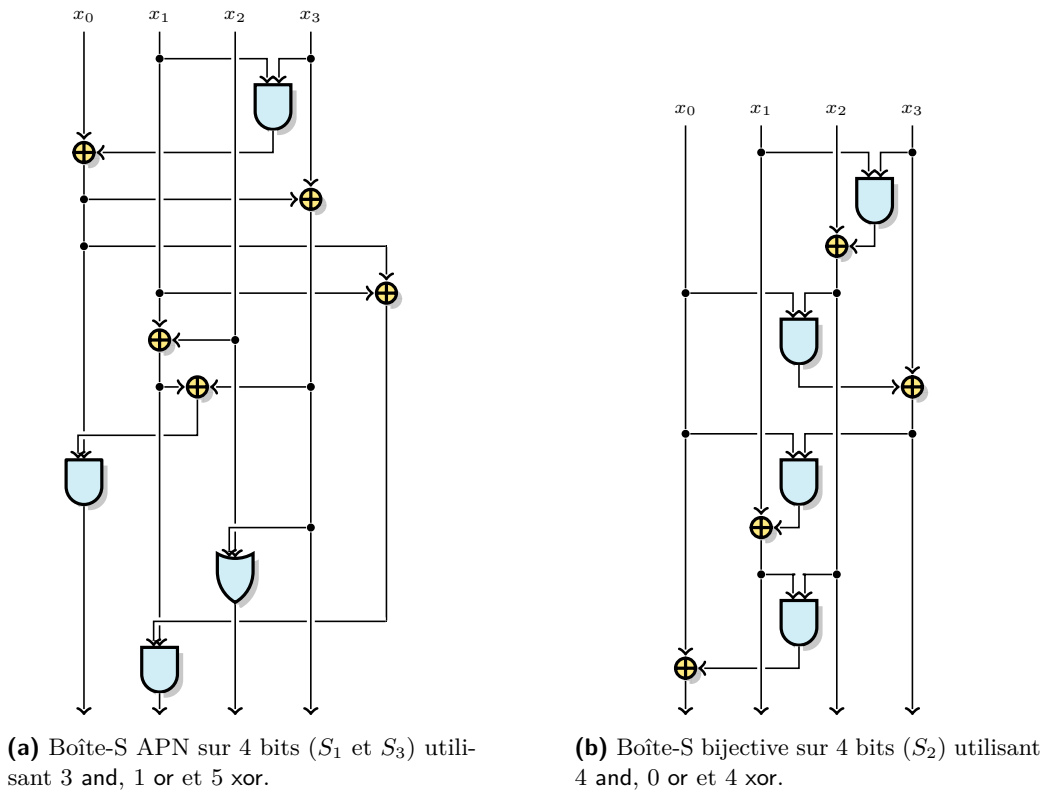 x₀ x₁ x₂ x₃
x₀ x₁ x₂ x₃
(a) Boîte-S APN sur 4 bits (S₁ et S₃) utili-
sant 3 and, 1 or et 5 xor.
(b) Boîte-S bijective sur 4 bits (S₂) utilisant
4 and, 0 or et 4 xor.